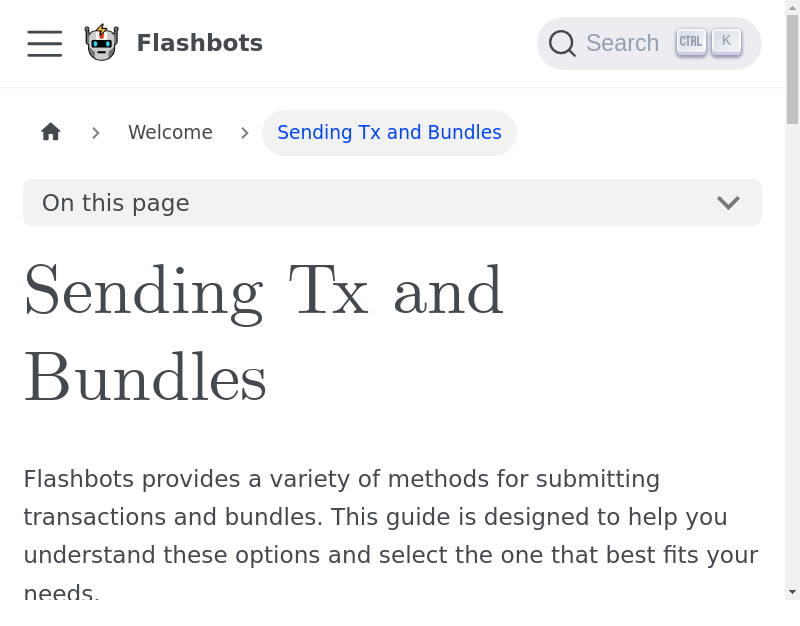 Flashbots
Search CTRL K
Welcome Sending Tx and Bundles
On this page
Sending Tx and
Bundles
Flashbots provides a variety of methods for submitting
transactions and bundles. This guide is designed to help you
understand these options and select the one that best fits your
needs.